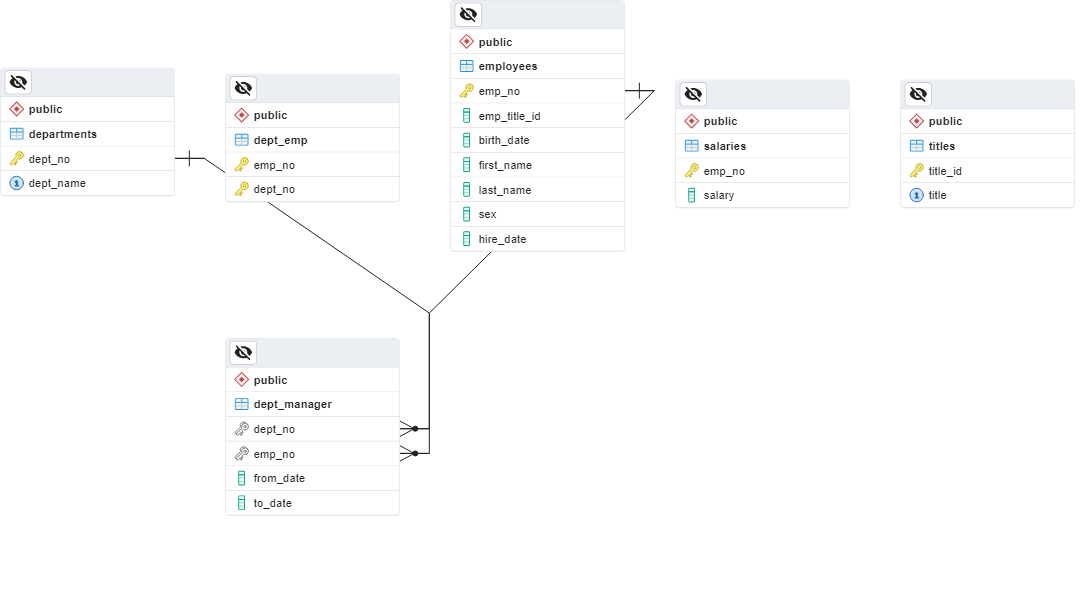 public
departments
dept_no
dept_name
public
dept_emp
emp_no
dept_no
public
employees
emp_no
emp_title_id
birth_date
first_name
last_name
sex
hire_date
public
salaries
emp_no
salary
public
titles
title_id
title
public
dept_manager
dept_no
emp_no
from_date
to_date